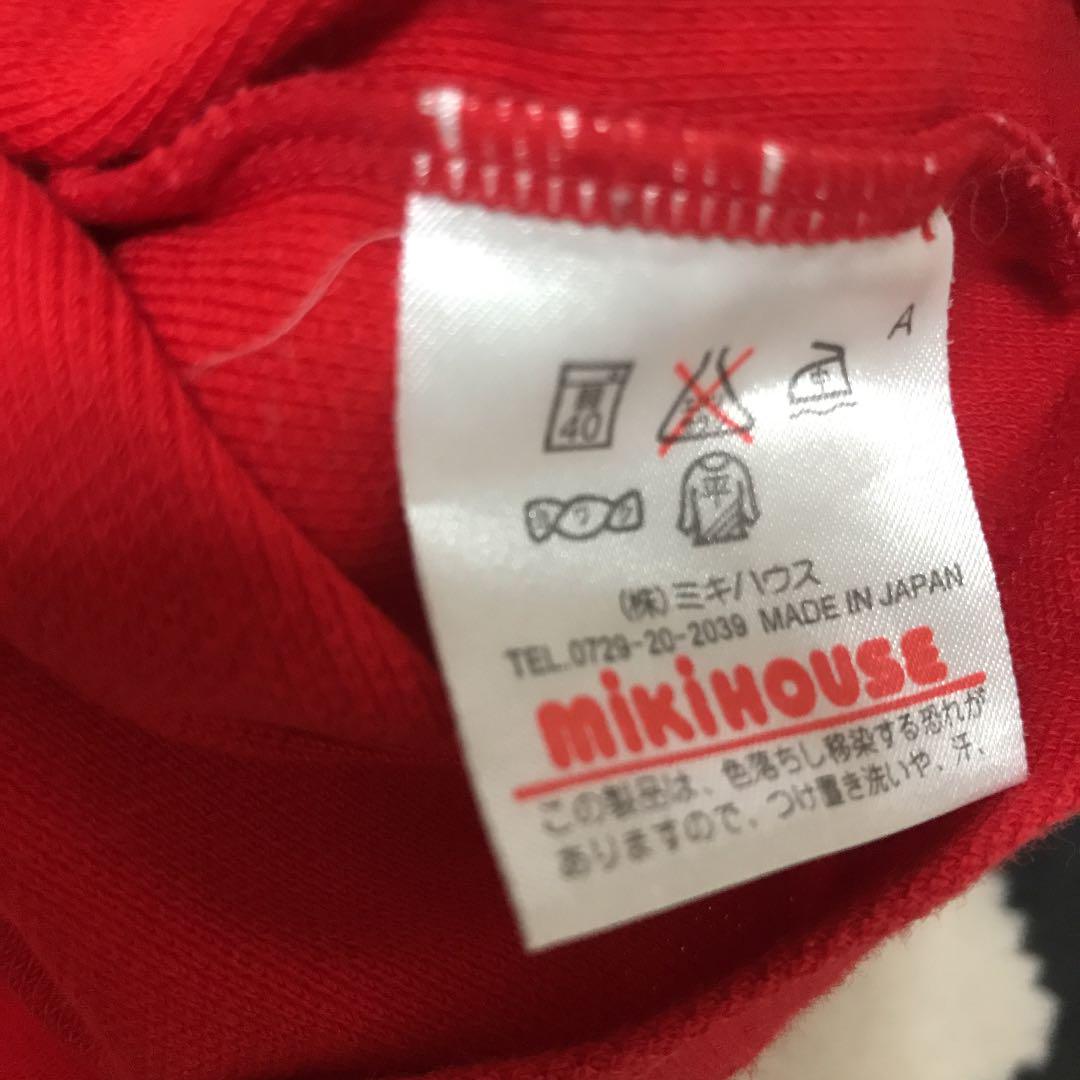 A
40
中
平
(株)ミキハウス
TEL.0729-20-2039 MADE IN JAPAN
mikiHOUSE
この製品は、色落ちし移染する恐れが
ありますので、つけ置き洗いや、汗、